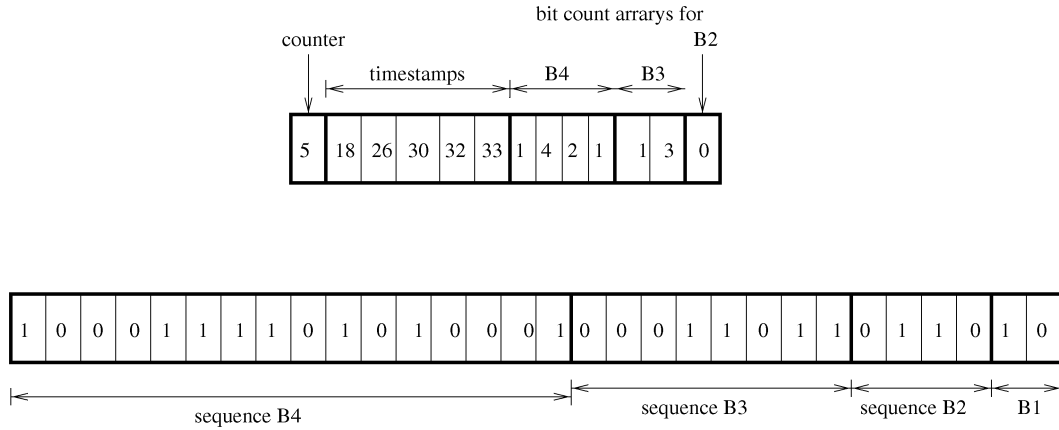 bit count arrarys for
counter B2
timestamps B4 B3
5 18 26 30 32 33 1 4 2 1 1 3 0
1 0 0 0 1 1 1 1 0 1 0 1 0 0 0 1 0 0 0 1 1 0 1 1 0 1 1 0 1 0
sequence B4 sequence B3 sequence B2 B1